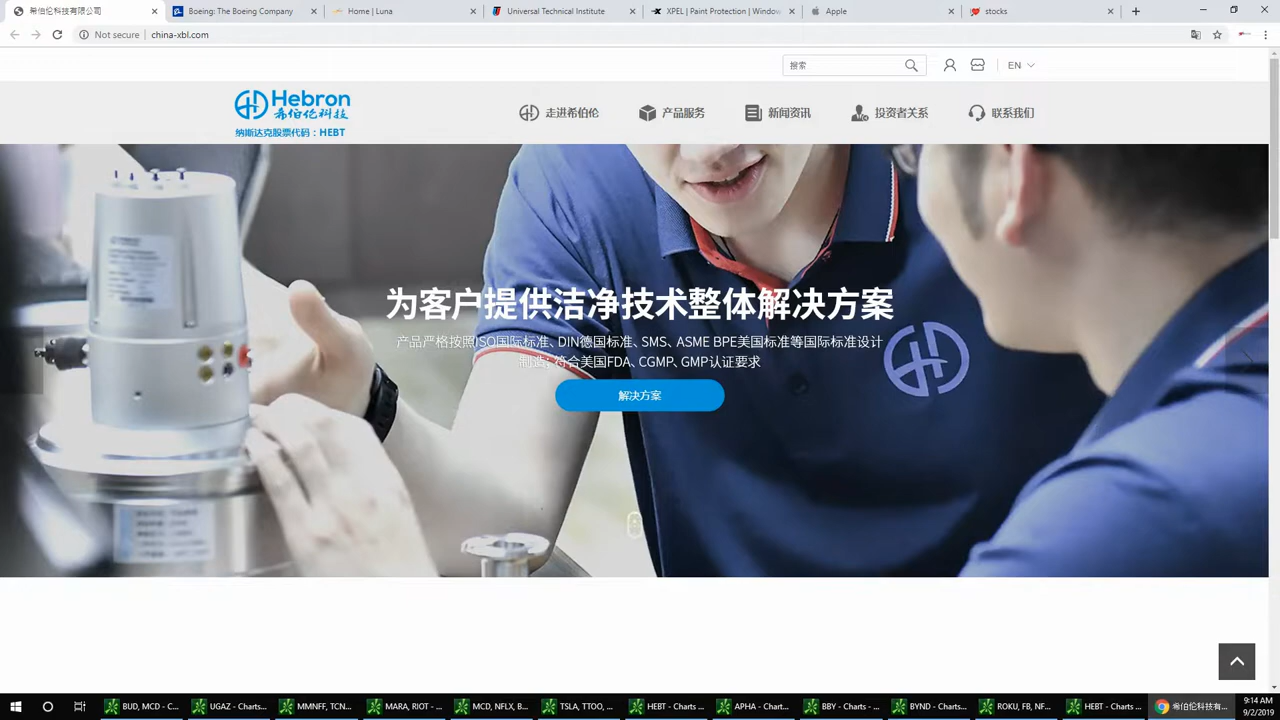 希伯伦科技有限公司
Boeing: The Boeing Company
Home | Luna
Universal Technical Institute
XPEL | Paint Protection | Window
Apple
stocks
Not secure
china-xbl.com
搜索
EN
Hebron
希伯伦科技
纳斯达克股票代码：HEBT
走进希伯伦
产品服务
新闻资讯
投资者关系
联系我们
为客户提供洁净技术整体解决方案
产品严格按照ISO国际标准、DIN德国标准、SMS、ASME BPE美国标准等国际标准设计
制造；符合美国FDA、CGMP、GMP认证要求
解决方案
BUD, MCD - C...
UGAZ - Charts...
MMNFF, TCN...
MARA, RIOT - ...
MCD, NFLX, B...
TSLA, TTOO, ...
HEBT - Charts ...
APHA - Chart...
BBY - Charts - ...
BYND - Charts...
ROKU, FB, NF...
HEBT - Charts ...
希伯伦科技有...
9:14 AM
9/2/2019